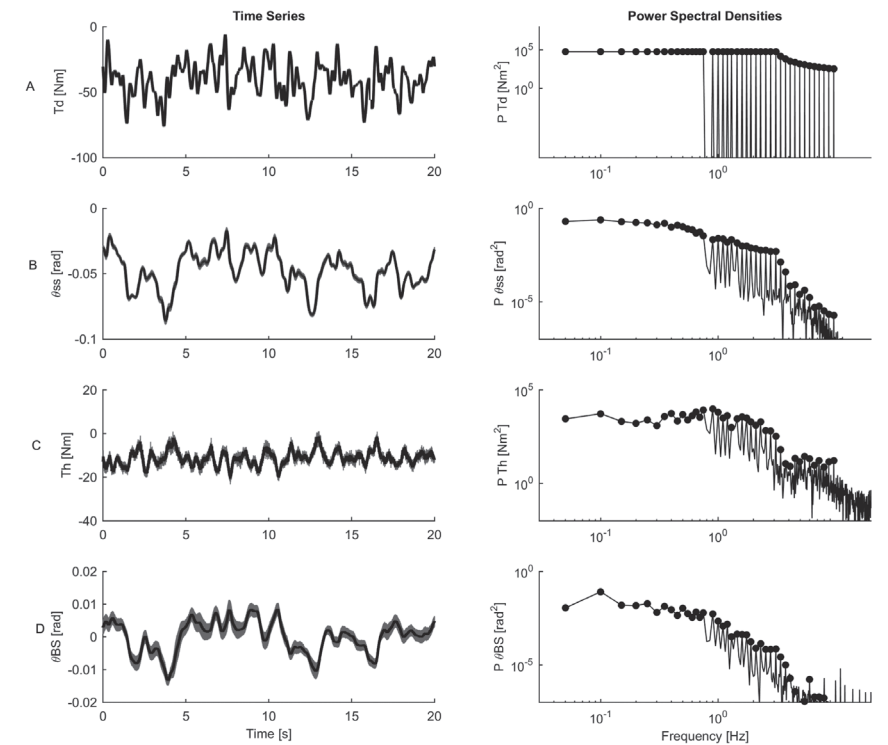 Time Series
Power Spectral Densities
A
Td [Nm]
0
-50
-100
0 5 10 15 20
P Td [Nm²]
10⁵
10⁰
10⁻¹ 10⁰
B
θss [rad]
0
-0.05
-0.1
0 5 10 15 20
P θss [rad²]
10⁰
10⁻⁵
10⁻¹ 10⁰
C
Th [Nm]
20
0
-20
-40
0 5 10 15 20
P Th [Nm²]
10⁵
10⁰
10⁻¹ 10⁰
D
θBS [rad]
0.02
0.01
0
-0.01
-0.02
0 5 10 15 20
Time [s]
P θBS [rad²]
10⁰
10⁻⁵
10⁻¹ 10⁰
Frequency [Hz]